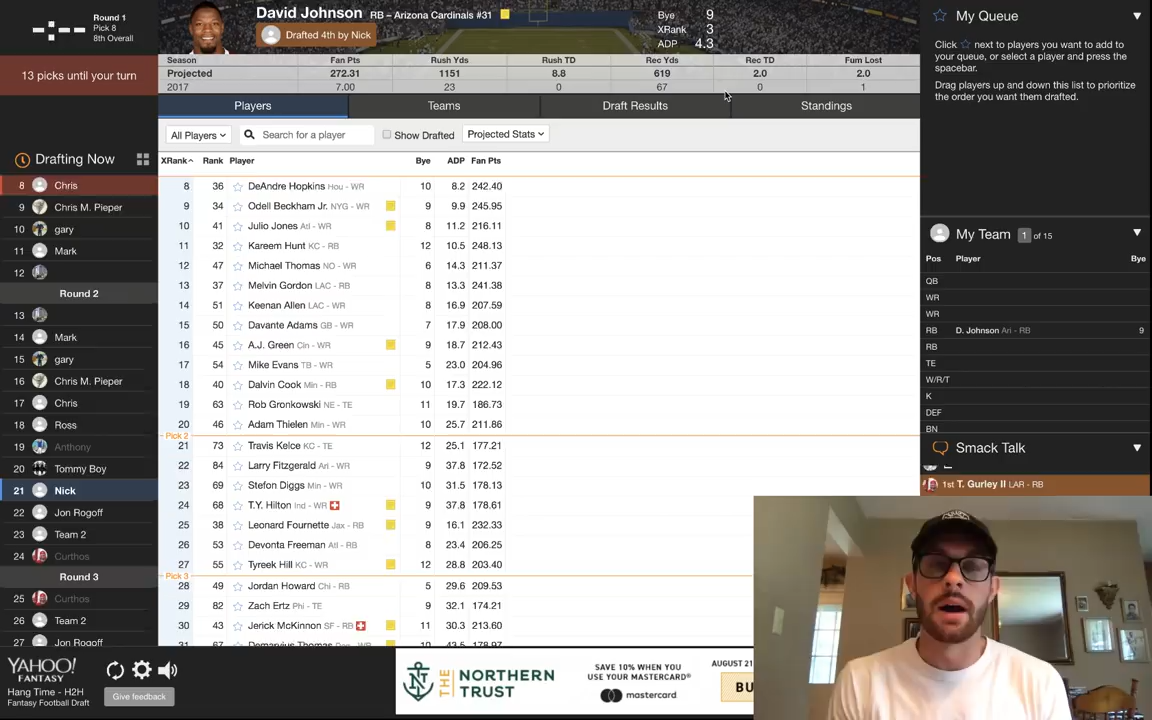 Round 1
Pick 8
8th Overall
13 picks until your turn
Drafting Now
8 Chris
9 Chris M. Pieper
10 gary
11 Mark
12
Round 2
13
14 Mark
15 gary
16 Chris M. Pieper
17 Chris
18 Ross
19 Anthony
20 Tommy Boy
21 Nick
22 Jon Rogoff
23 Team 2
24 Curthos
Round 3
25 Curthos
26 Team 2
27 Jon Rogoff
YAHOO!
FANTASY
Hang Time - H2H
Fantasy Football Draft
Give feedback
David Johnson RB – Arizona Cardinals #31
Drafted 4th by Nick
Bye 9
XRank 3
ADP 4.3
Season Fan Pts Rush Yds Rush TD Rec Yds Rec TD Fum Lost
Projected 272.31 1151 8.8 619 2.0 2.0
2017 7.00 23 0 67 0 1
Players Teams Draft Results Standings
All Players Search for a player Show Drafted Projected Stats
XRank Rank Player Bye ADP Fan Pts
8 36 DeAndre Hopkins Hou - WR 10 8.2 242.40
9 34 Odell Beckham Jr. NYG - WR 9 9.9 245.95
10 41 Julio Jones Atl - WR 8 11.2 216.11
11 32 Kareem Hunt KC - RB 12 10.5 248.13
12 47 Michael Thomas NO - WR 6 14.3 211.37
13 37 Melvin Gordon LAC - RB 8 13.3 241.38
14 51 Keenan Allen LAC - WR 8 16.9 207.59
15 50 Davante Adams GB - WR 7 17.9 208.00
16 45 A.J. Green Cin - WR 9 18.7 212.43
17 54 Mike Evans TB - WR 5 23.0 204.96
18 40 Dalvin Cook Min - RB 10 17.3 222.12
19 63 Rob Gronkowski NE - TE 11 19.7 186.73
20 46 Adam Thielen Min - WR 10 25.7 211.86
Pick 2
21 73 Travis Kelce KC - TE 12 25.1 177.21
22 84 Larry Fitzgerald Ari - WR 9 37.8 172.52
23 69 Stefon Diggs Min - WR 10 31.5 178.13
24 68 T.Y. Hilton Ind - WR 9 37.8 178.61
25 38 Leonard Fournette Jax - RB 9 16.1 232.33
26 53 Devonta Freeman Atl - RB 8 23.4 206.25
27 55 Tyreek Hill KC - WR 12 28.8 203.40
Pick 3
28 49 Jordan Howard Chi - RB 5 29.6 209.53
29 82 Zach Ertz Phi - TE 9 32.1 174.21
30 43 Jerick McKinnon SF - RB 11 30.3 213.60
31 67 Demaryius Thomas Den - WR 10 43.5 178.97
THE NORTHERN TRUST
SAVE 10% WHEN YOU
USE YOUR MASTERCARD®
mastercard
AUGUST 21
BU
My Queue
Click next to players you want to add to
your queue, or select a player and press the
spacebar.
Drag players up and down this list to prioritize
the order you want them drafted.
My Team 1 of 15
Pos Player Bye
QB
WR
WR
RB D. Johnson Ari - RB 9
RB
TE
W/R/T
K
DEF
BN
Smack Talk
1st T. Gurley II LAR - RB